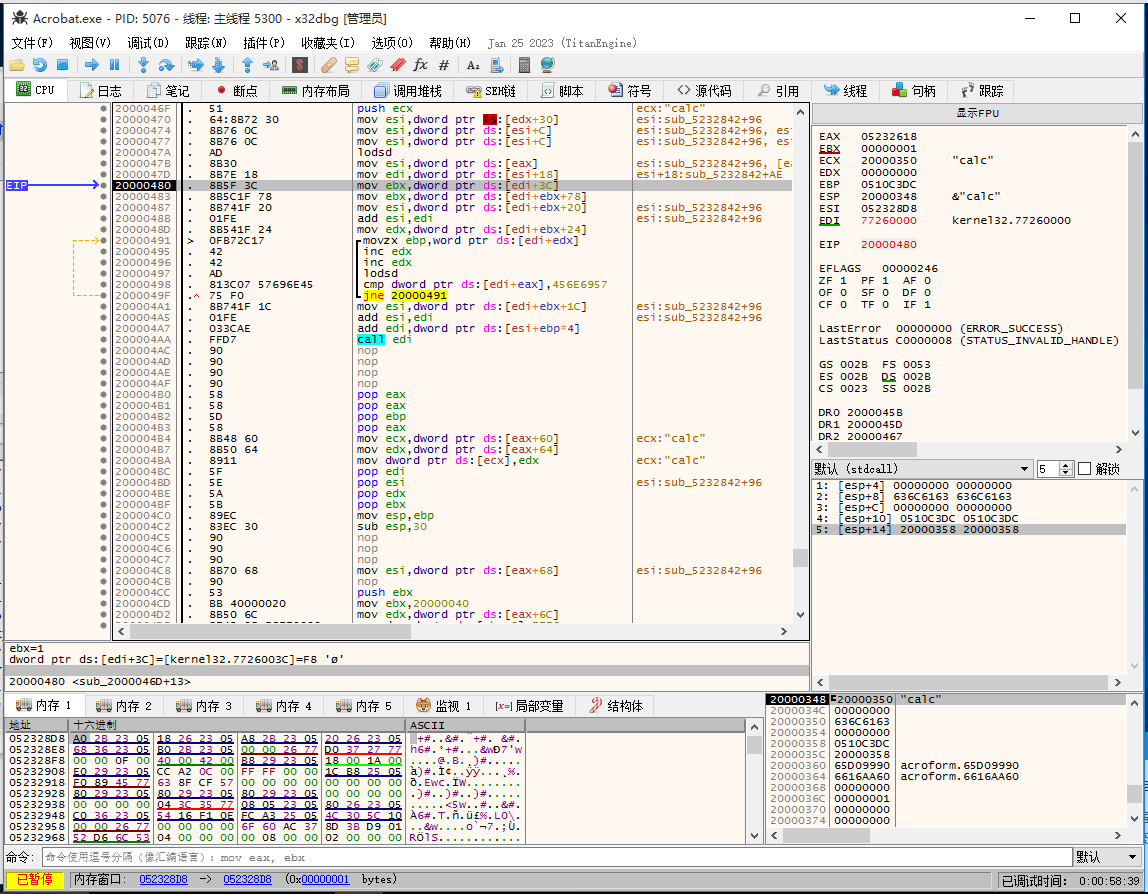 Acrobat.exe - PID: 5076 - 线程: 主线程 5300 - x32dbg [管理员]
文件(F) 视图(V) 调试(D) 跟踪(N) 插件(P) 收藏夹(I) 选项(O) 帮助(H) Jan 25 2023 (TitanEngine)
CPU 日志 笔记 断点 内存布局 调用堆栈 SEH链 脚本 符号 源代码 引用 线程 句柄 跟踪
2000046F . 51 push ecx ecx:"calc"
20000470 . 64:8B72 30 mov esi,dword ptr fs:[edx+30] esi:sub_5232842+96
20000474 . 8B76 0C mov esi,dword ptr ds:[esi+C] esi:sub_5232842+96, esi
20000477 . 8B76 0C mov esi,dword ptr ds:[esi+C] esi:sub_5232842+96, esi
2000047A . AD lodsd
2000047B . 8B30 mov esi,dword ptr ds:[eax] esi:sub_5232842+96, [ea
2000047D . 8B7E 18 mov edi,dword ptr ds:[esi+18] esi+18:sub_5232842+AE
EIP 20000480 . 8B5F 3C mov ebx,dword ptr ds:[edi+3C]
20000483 . 8B5C1F 78 mov ebx,dword ptr ds:[edi+ebx+78]
20000487 . 8B741F 20 mov esi,dword ptr ds:[edi+ebx+20] esi:sub_5232842+96
2000048B . 01FE add esi,edi esi:sub_5232842+96
2000048D . 8B541F 24 mov edx,dword ptr ds:[edi+ebx+24]
20000491 > 0FB72C17 movzx ebp,word ptr ds:[edi+edx]
20000495 . 42 inc edx
20000496 . 42 inc edx
20000497 . AD lodsd
20000498 . 813C07 57696E45 cmp dword ptr ds:[edi+eax],456E6957
2000049F .^ 75 F0 jne 20000491
200004A1 . 8B741F 1C mov esi,dword ptr ds:[edi+ebx+1C] esi:sub_5232842+96
200004A5 . 01FE add esi,edi esi:sub_5232842+96
200004A7 . 033CAE add edi,dword ptr ds:[esi+ebp*4]
200004AA . FFD7 call edi
200004AC . 90 nop
200004AD . 90 nop
200004AE . 90 nop
200004AF . 90 nop
200004B0 . 58 pop eax
200004B1 . 58 pop eax
200004B2 . 5D pop ebp
200004B3 . 58 pop eax
200004B4 . 8B48 60 mov ecx,dword ptr ds:[eax+60] ecx:"calc"
200004B7 . 8B50 64 mov edx,dword ptr ds:[eax+64]
200004BA . 8911 mov dword ptr ds:[ecx],edx ecx:"calc"
200004BC . 5F pop edi
200004BD . 5E pop esi esi:sub_5232842+96
200004BE . 5A pop edx
200004BF . 5B pop ebx
200004C0 . 89EC mov esp,ebp
200004C2 . 83EC 30 sub esp,30
200004C5 . 90 nop
200004C6 . 90 nop
200004C7 . 90 nop
200004C8 . 8B70 68 mov esi,dword ptr ds:[eax+68] esi:sub_5232842+96
200004CB . 90 nop
200004CC . 53 push ebx
200004CD . BB 40000020 mov ebx,20000040
200004D2 . 8B50 6C mov edx,dword ptr ds:[eax+6C]
ebx=1
dword ptr ds:[edi+3C]=[kernel32.7726003C]=F8 'ø'
20000480 <sub_2000046D+13>
显示FPU
EAX 05232618
EBX 00000001
ECX 20000350 "calc"
EDX 00000000
EBP 0510C3DC
ESP 20000348 &"calc"
ESI 052328D8
EDI 77260000 kernel32.77260000
EIP 20000480
EFLAGS 00000246
ZF 1 PF 1 AF 0
OF 0 SF 0 DF 0
CF 0 TF 0 IF 1
LastError 00000000 (ERROR_SUCCESS)
LastStatus C0000008 (STATUS_INVALID_HANDLE)
GS 002B FS 0053
ES 002B DS 002B
CS 0023 SS 002B
DR0 2000045B
DR1 2000045D
DR2 20000467
默认 (stdcall) 5 解锁
1: [esp+4] 00000000 00000000
2: [esp+8] 636C6163 636C6163
3: [esp+C] 00000000 00000000
4: [esp+10] 0510C3DC 0510C3DC
5: [esp+14] 20000358 20000358
内存 1 内存 2 内存 3 内存 4 内存 5 监视 1 [x=] 局部变量 结构体
地址 十六进制 ASCII
052328D8 A0 2B 23 05 18 26 23 05 A8 2B 23 05 20 26 23 05
052328E8 68 36 23 05 B0 2B 23 05 00 00 26 77 D0 37 27 77
052328F8 00 00 0F 00 40 00 42 00 B8 29 23 05 18 00 1A 00
05232908 E0 29 23 05 CC A2 0C 00 FF FF 00 00 1C B8 25 05
05232918 F0 89 45 77 63 8F CF 57 00 00 00 00 00 00 00 00
05232928 80 29 23 05 80 29 23 05 80 29 23 05 00 00 00 00
05232938 00 00 00 00 04 3C 35 77 08 05 23 05 80 26 23 05
05232948 C0 36 23 05 54 16 F1 0E FC A3 25 05 4C 30 5C 10
05232958 00 00 26 77 00 00 00 00 6F 60 AC 37 8D 3B D9 01
05232968 52 D6 6C 53 04 00 00 00 00 08 00 00 02 00 00 00
20000348 20000350 "calc"
2000034C 00000000
20000350 636C6163
20000354 00000000
20000358 0510C3DC
2000035C 20000358
20000360 65D09990 acroform.65D09990
20000364 6616AA60 acroform.6616AA60
20000368 00000000
2000036C 00000001
20000370 00000000
20000374 00000000
命令: 命令使用逗号分隔（像汇编语言）: mov eax, ebx 默认
已暂停 内存窗口: 052328D8 -> 052328D8 (0x00000001 bytes) 已调试时间: 0:00:58:39